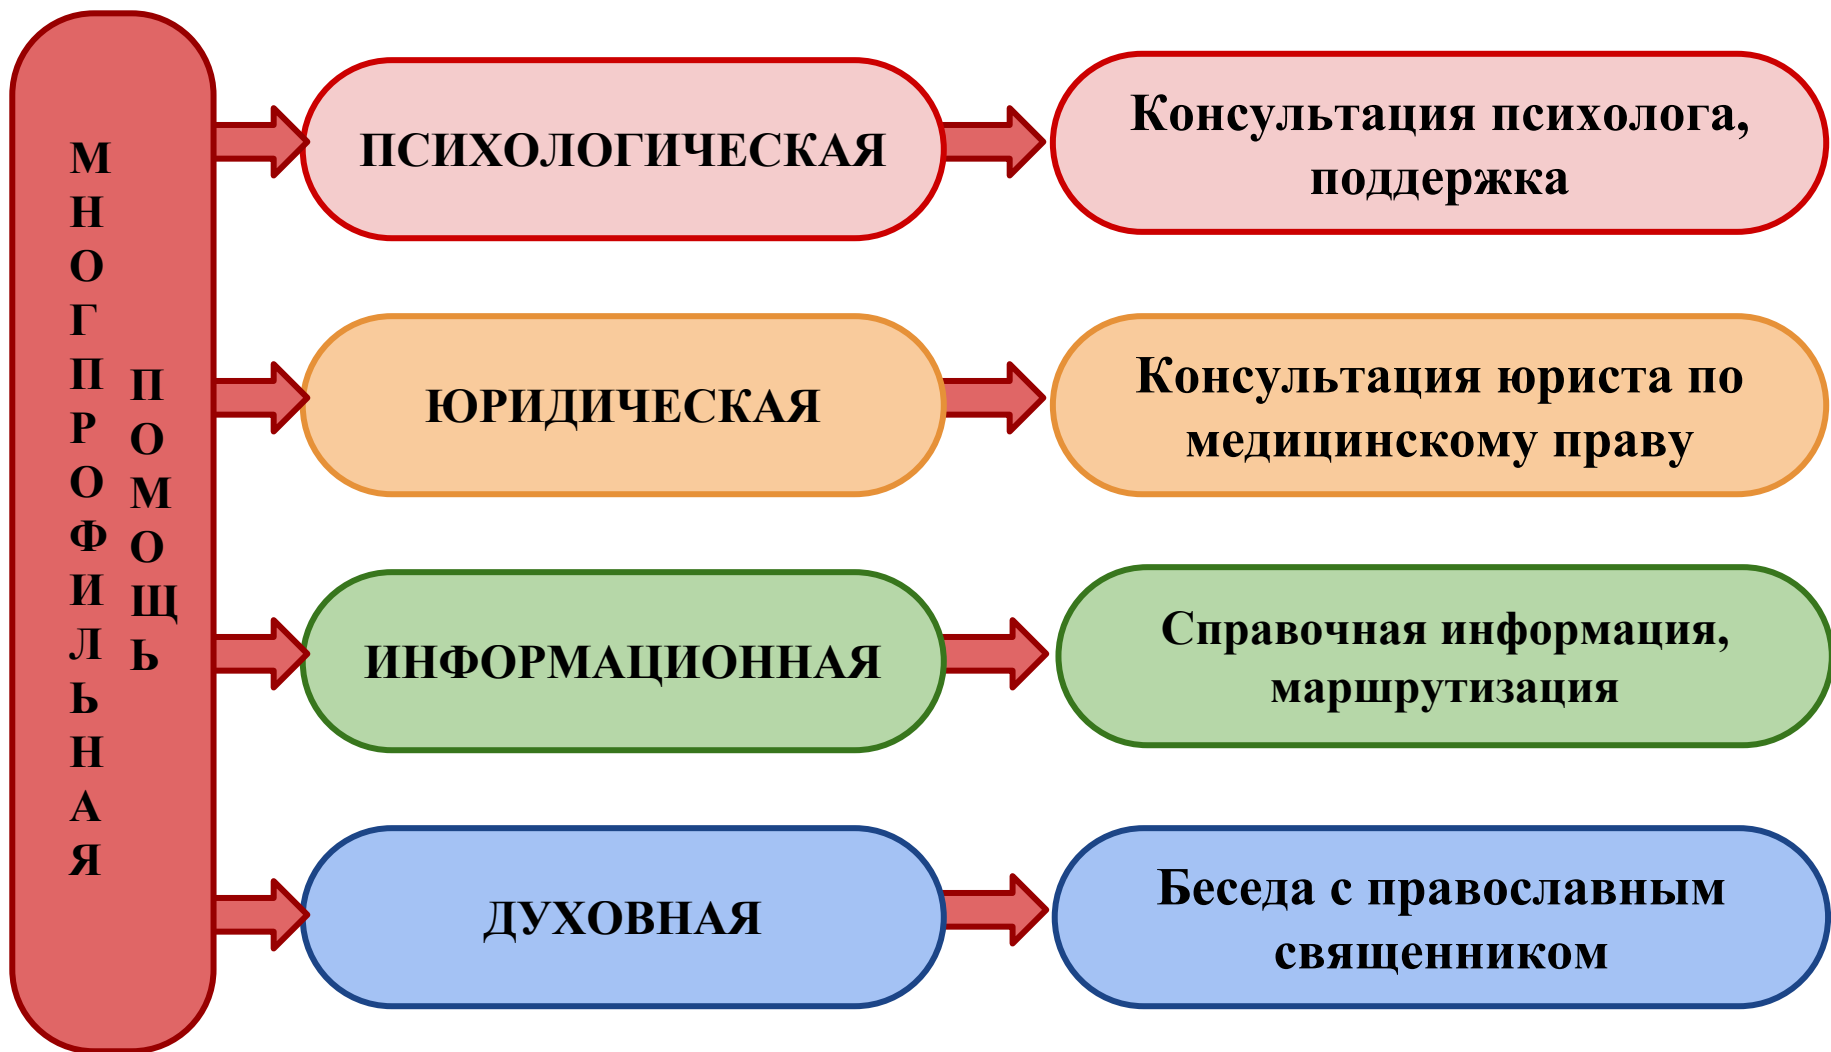 МНОГПРОФИЛЬНАЯ
ПОМОЩЬ
ПСИХОЛОГИЧЕСКАЯ
Консультация психолога,
поддержка
ЮРИДИЧЕСКАЯ
Консультация юриста по
медицинскому праву
ИНФОРМАЦИОННАЯ
Справочная информация,
маршрутизация
ДУХОВНАЯ
Беседа с православным
священником